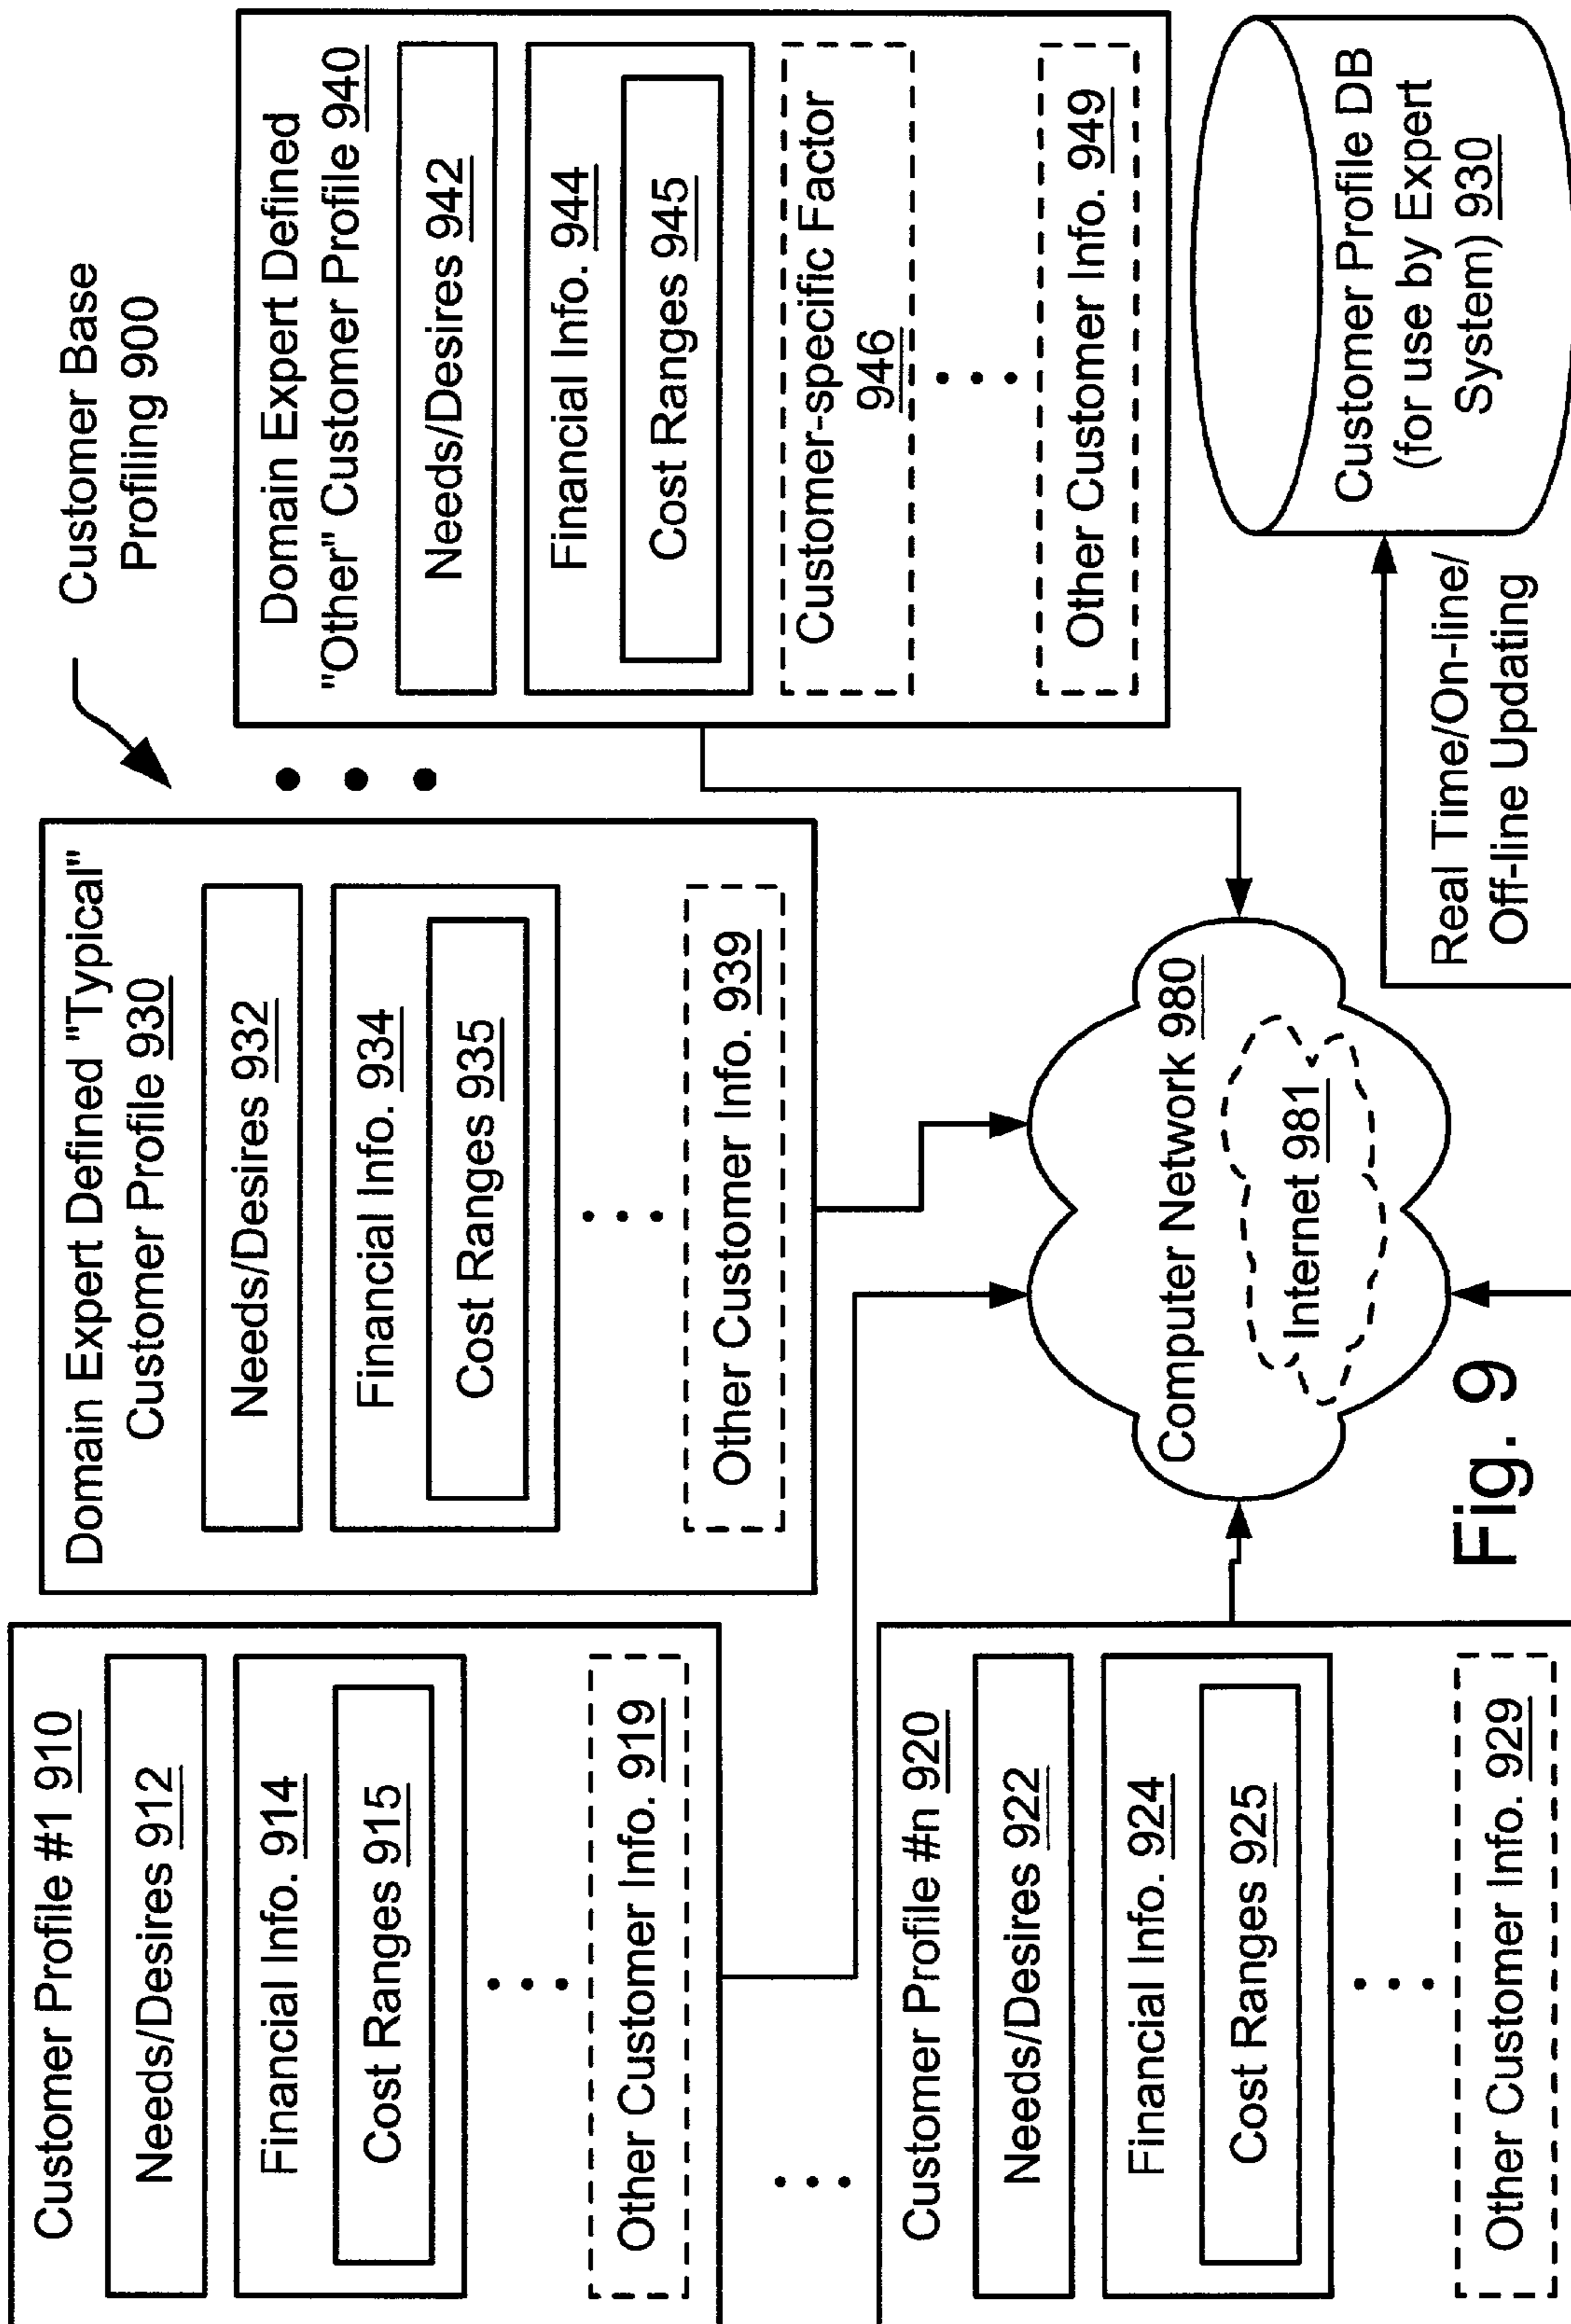 Customer Base
Profiling 900
Customer Profile #1 910
Needs/Desires 912
Financial Info. 914
Cost Ranges 915
Other Customer Info. 919
Customer Profile #n 920
Needs/Desires 922
Financial Info. 924
Cost Ranges 925
Other Customer Info. 929
Domain Expert Defined "Typical"
Customer Profile 930
Needs/Desires 932
Financial Info. 934
Cost Ranges 935
Other Customer Info. 939
Domain Expert Defined
"Other" Customer Profile 940
Needs/Desires 942
Financial Info. 944
Cost Ranges 945
Customer-specific Factor
946
Other Customer Info. 949
Computer Network 980
Internet 981
Real Time/On-line/
Off-line Updating
Customer Profile DB
(for use by Expert
System) 930
Fig. 9